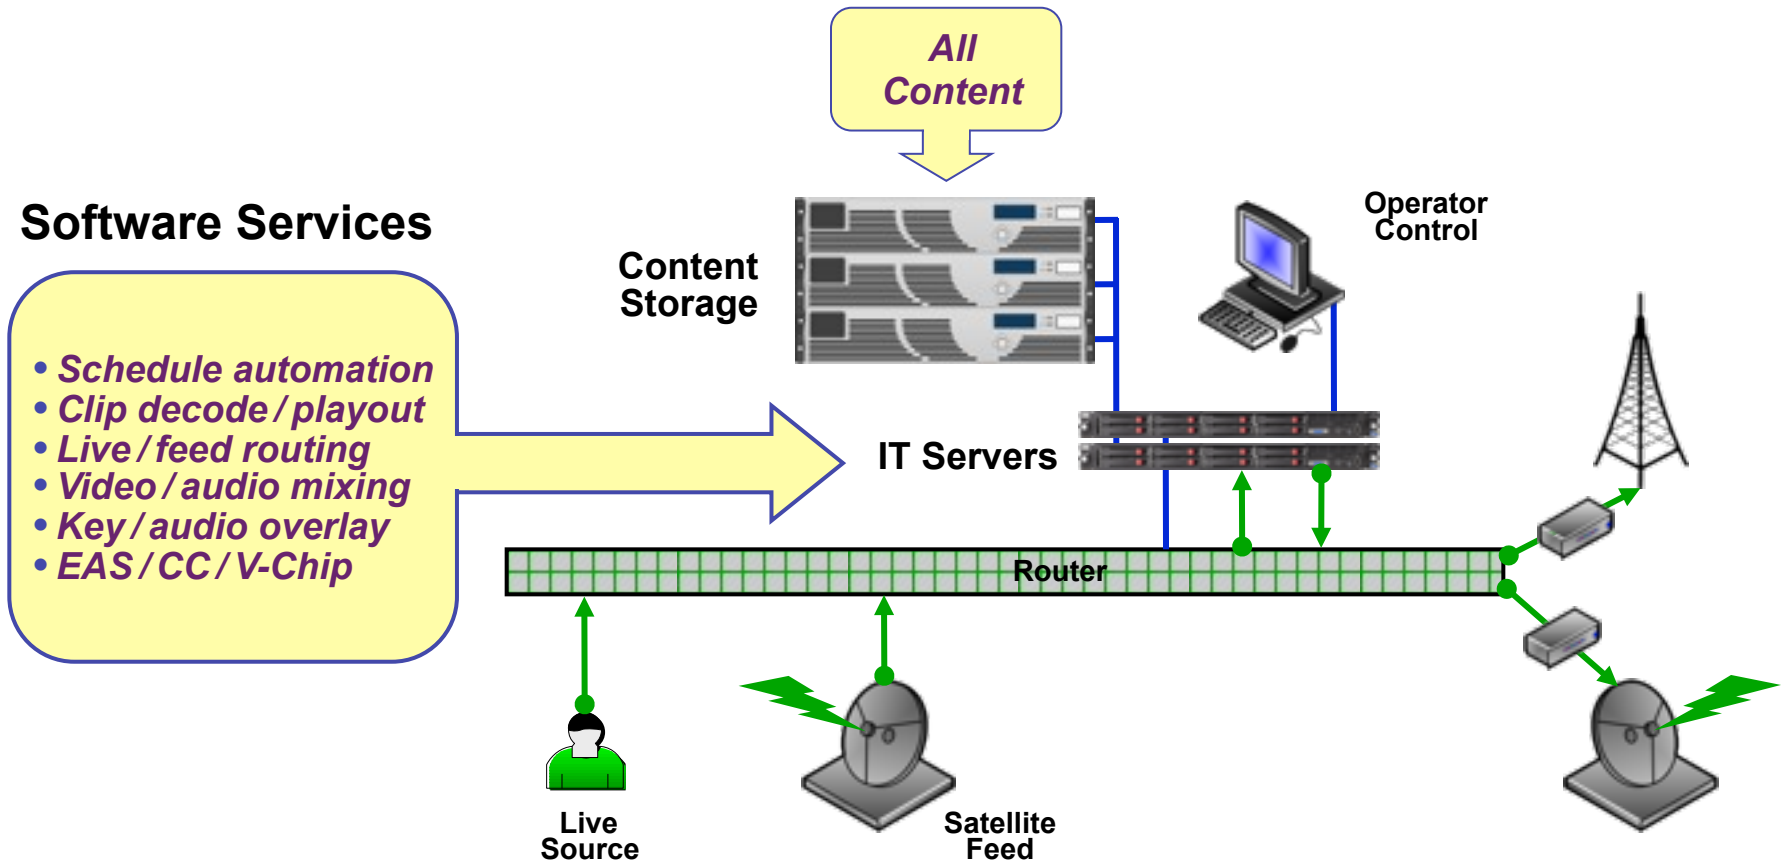 All
Content
Software Services
Content
Storage
Operator
Control
• Schedule automation
• Clip decode / playout
• Live / feed routing
• Video / audio mixing
• Key / audio overlay
• EAS / CC / V-Chip
IT Servers
Router
Live
Source
Satellite
Feed